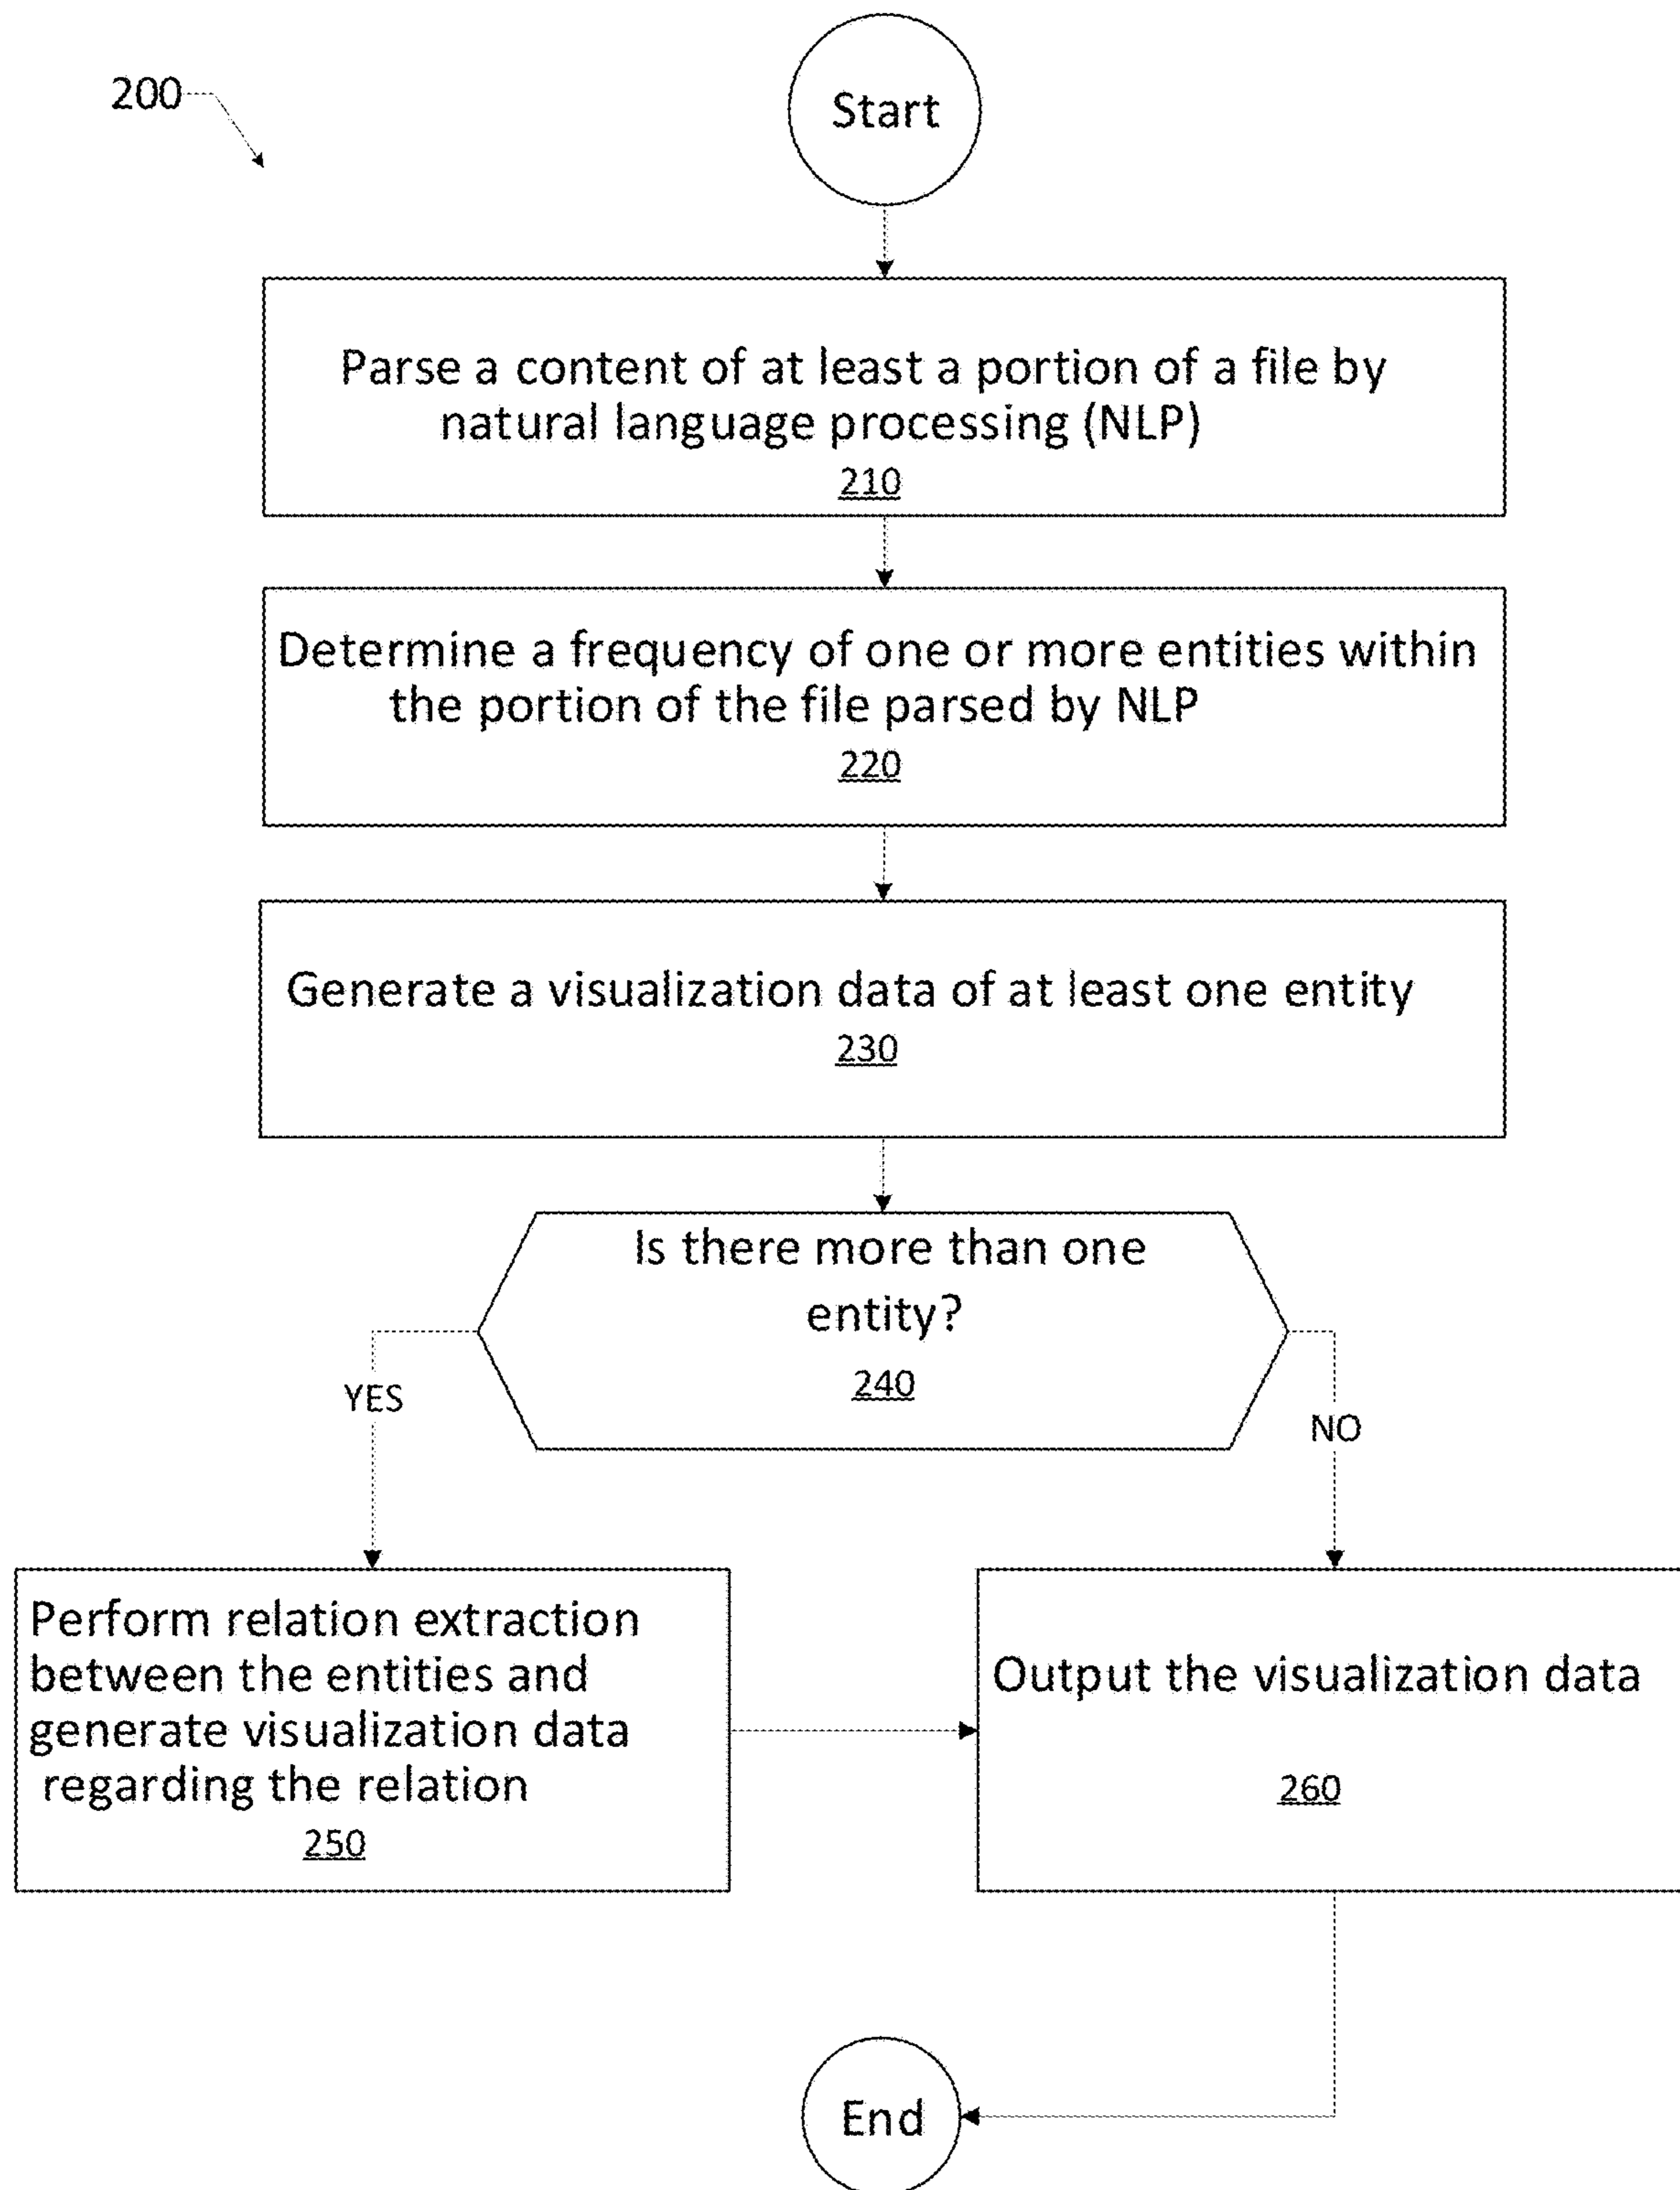 200
Start
Parse a content of at least a portion of a file by
natural language processing (NLP)
210
Determine a frequency of one or more entities within
the portion of the file parsed by NLP
220
Generate a visualization data of at least one entity
230
Is there more than one
entity?
240
YES
NO
Perform relation extraction
between the entities and
generate visualization data
regarding the relation
250
Output the visualization data
260
End